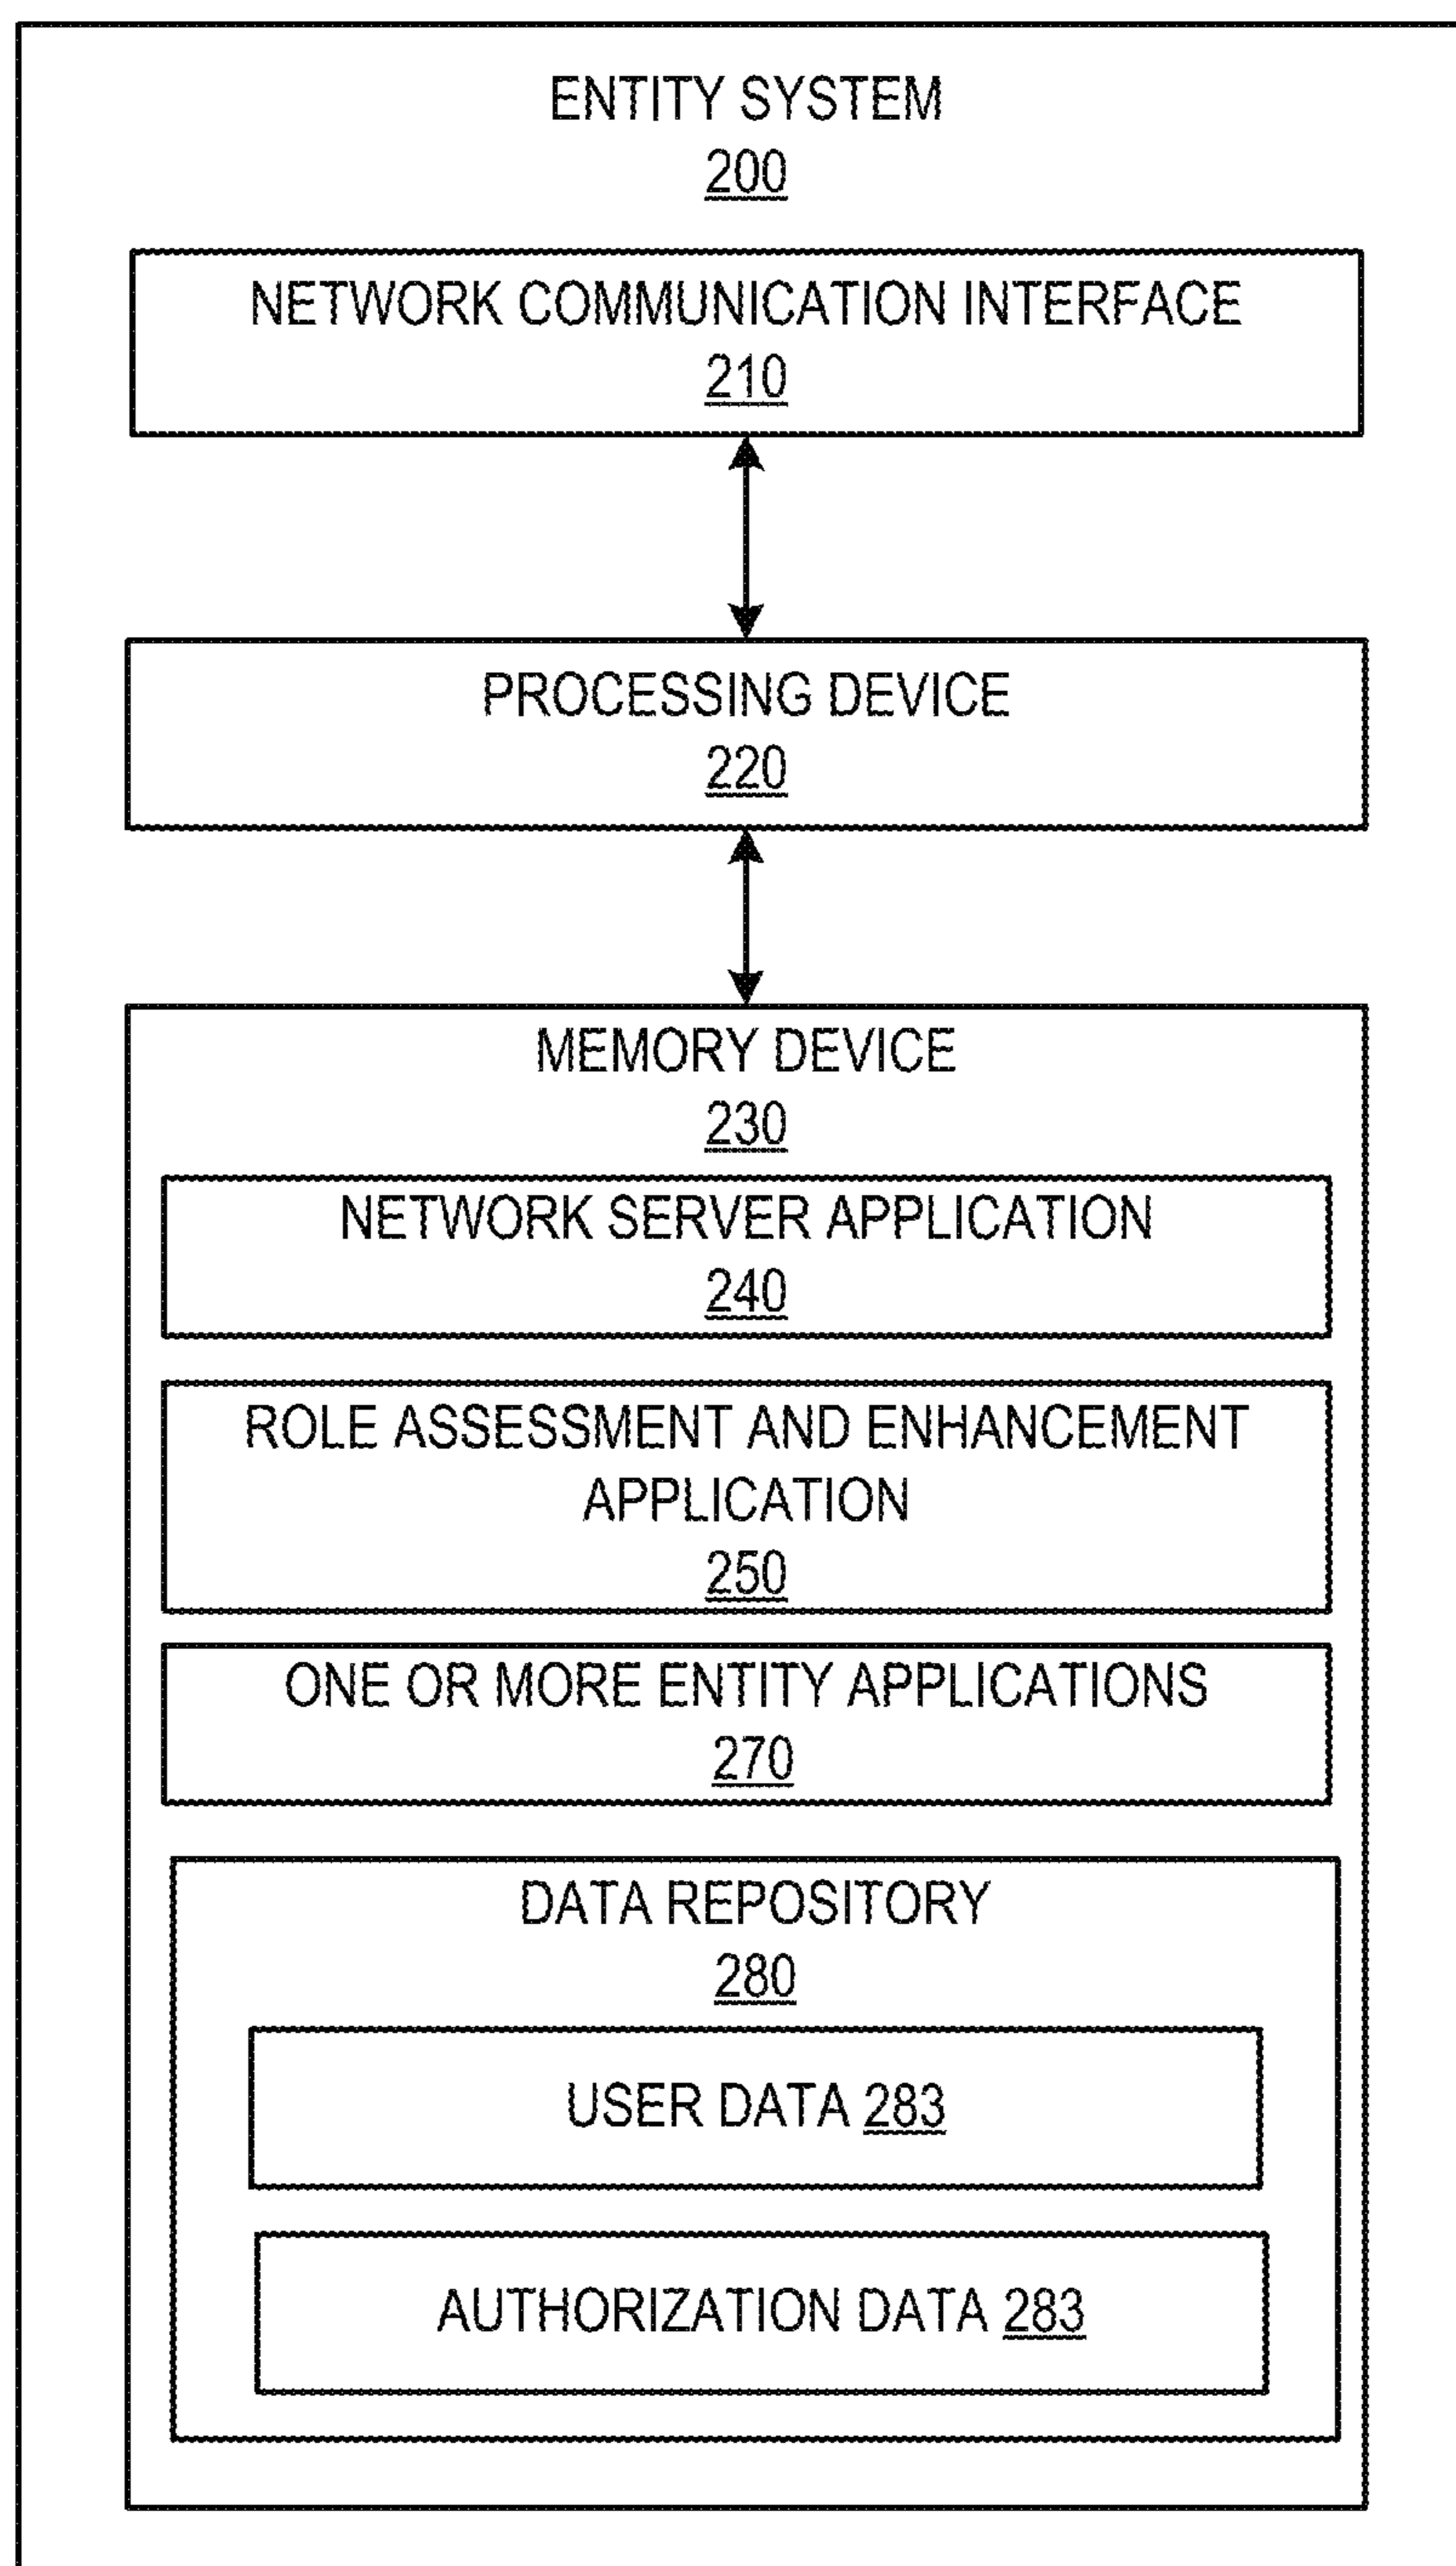 ENTITY SYSTEM
200
NETWORK COMMUNICATION INTERFACE
210
PROCESSING DEVICE
220
MEMORY DEVICE
230
NETWORK SERVER APPLICATION
240
ROLE ASSESSMENT AND ENHANCEMENT
APPLICATION
250
ONE OR MORE ENTITY APPLICATIONS
270
DATA REPOSITORY
280
USER DATA 283
AUTHORIZATION DATA 283